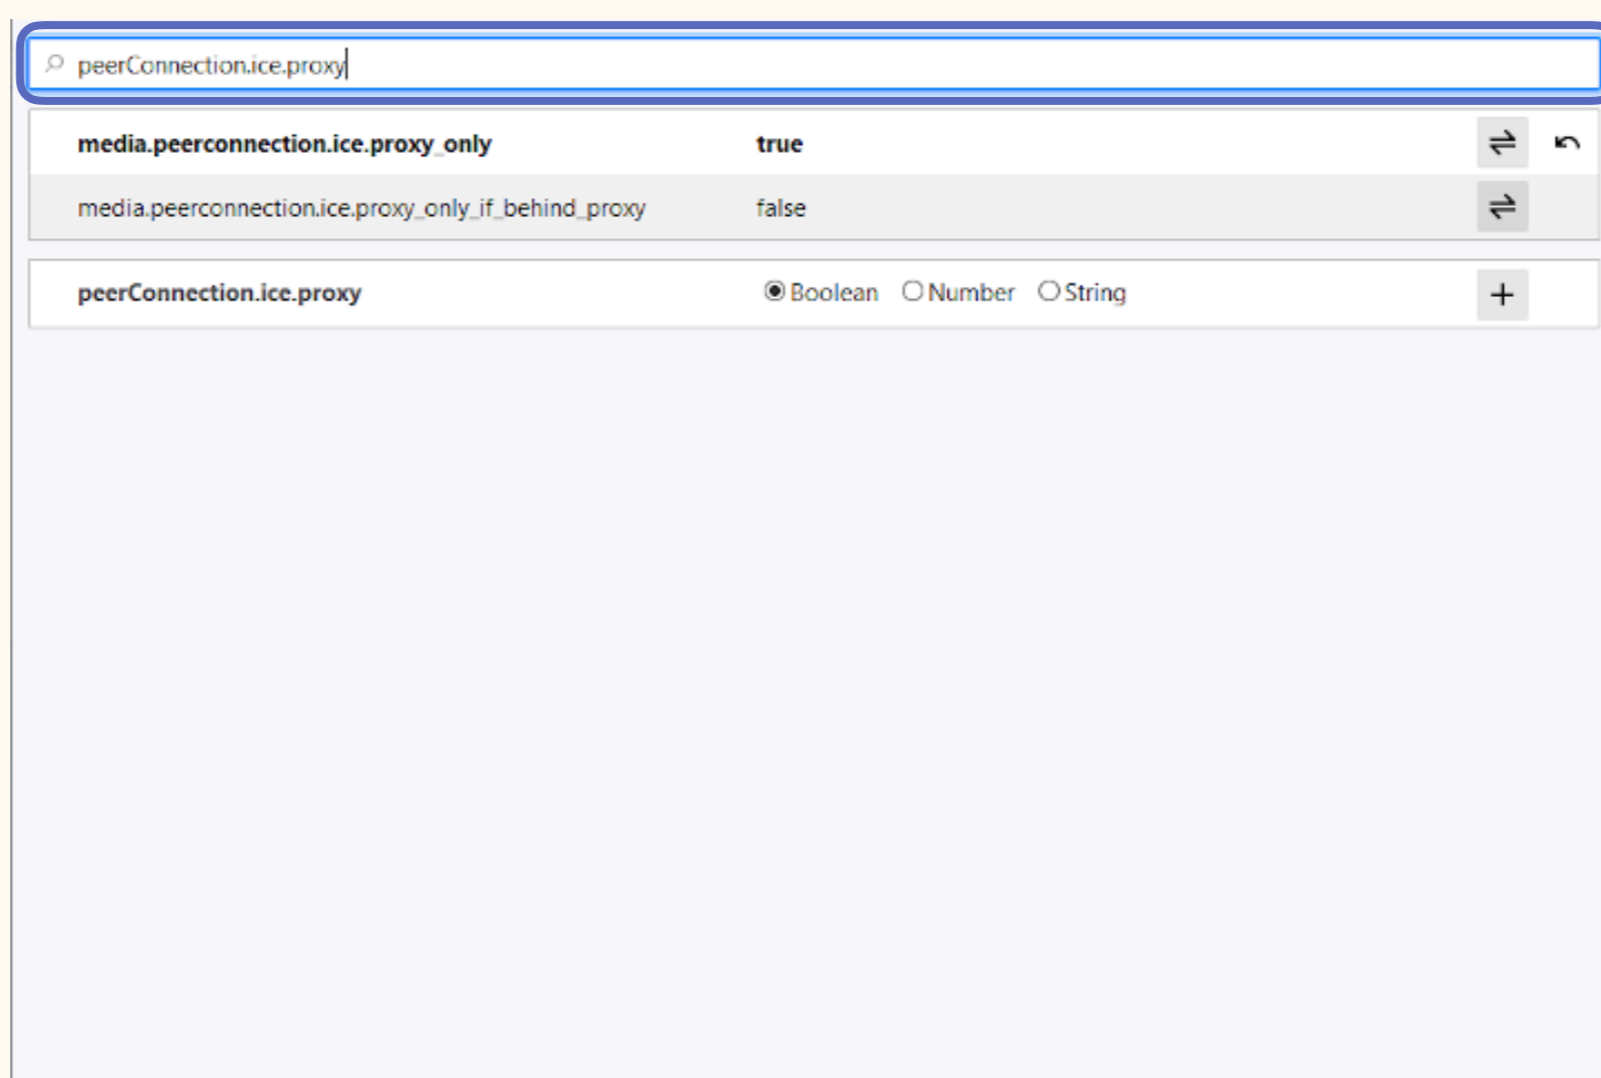 peerConnection.ice.proxy
media.peerconnection.ice.proxy_only true
media.peerconnection.ice.proxy_only_if_behind_proxy false
peerConnection.ice.proxy Boolean Number String